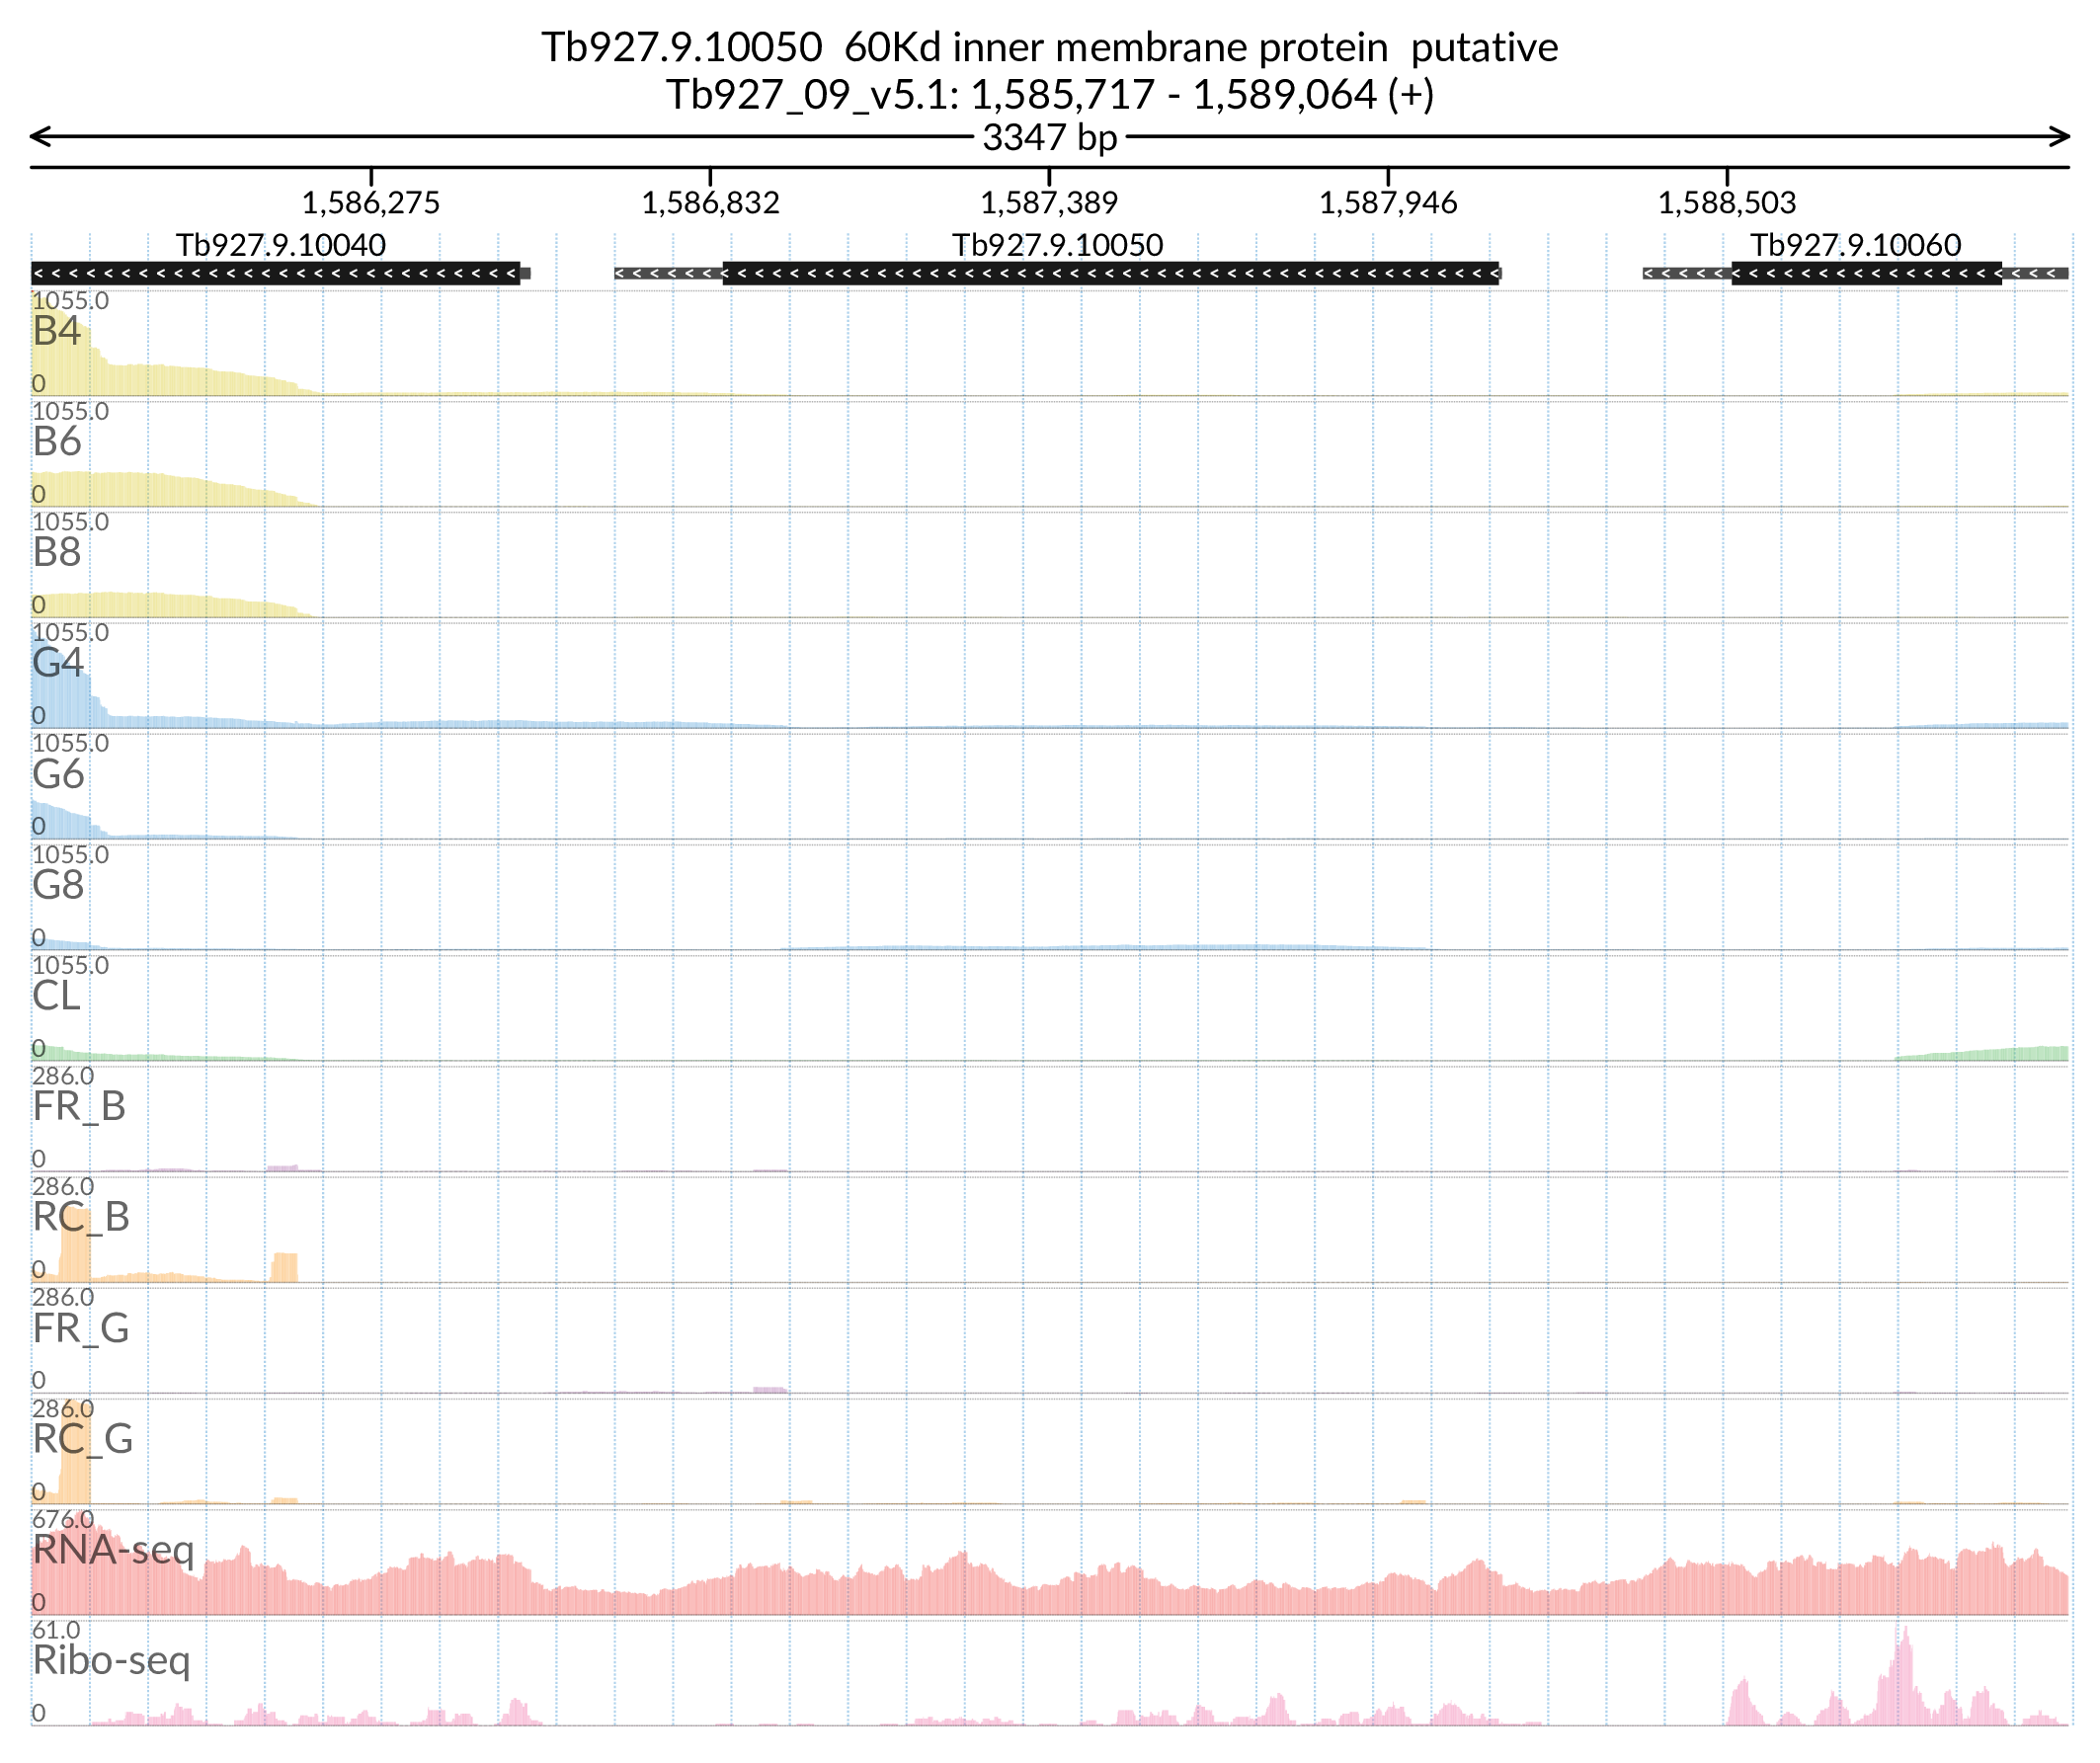 Tb927.9.10050  60Kd inner membrane protein  putative
Tb927_09_v5.1: 1,585,717 - 1,589,064 (+)
3347 bp
1,586,275 1,586,832 1,587,389 1,587,946 1,588,503
Tb927.9.10040 Tb927.9.10050 Tb927.9.10060
1055.0
B4
0
1055.0
B6
0
1055.0
B8
0
1055.0
G4
0
1055.0
G6
0
1055.0
G8
0
1055.0
CL
0
286.0
FR_B
0
286.0
RC_B
0
286.0
FR_G
0
286.0
RC_G
0
676.0
RNA-seq
0
61.0
Ribo-seq
0